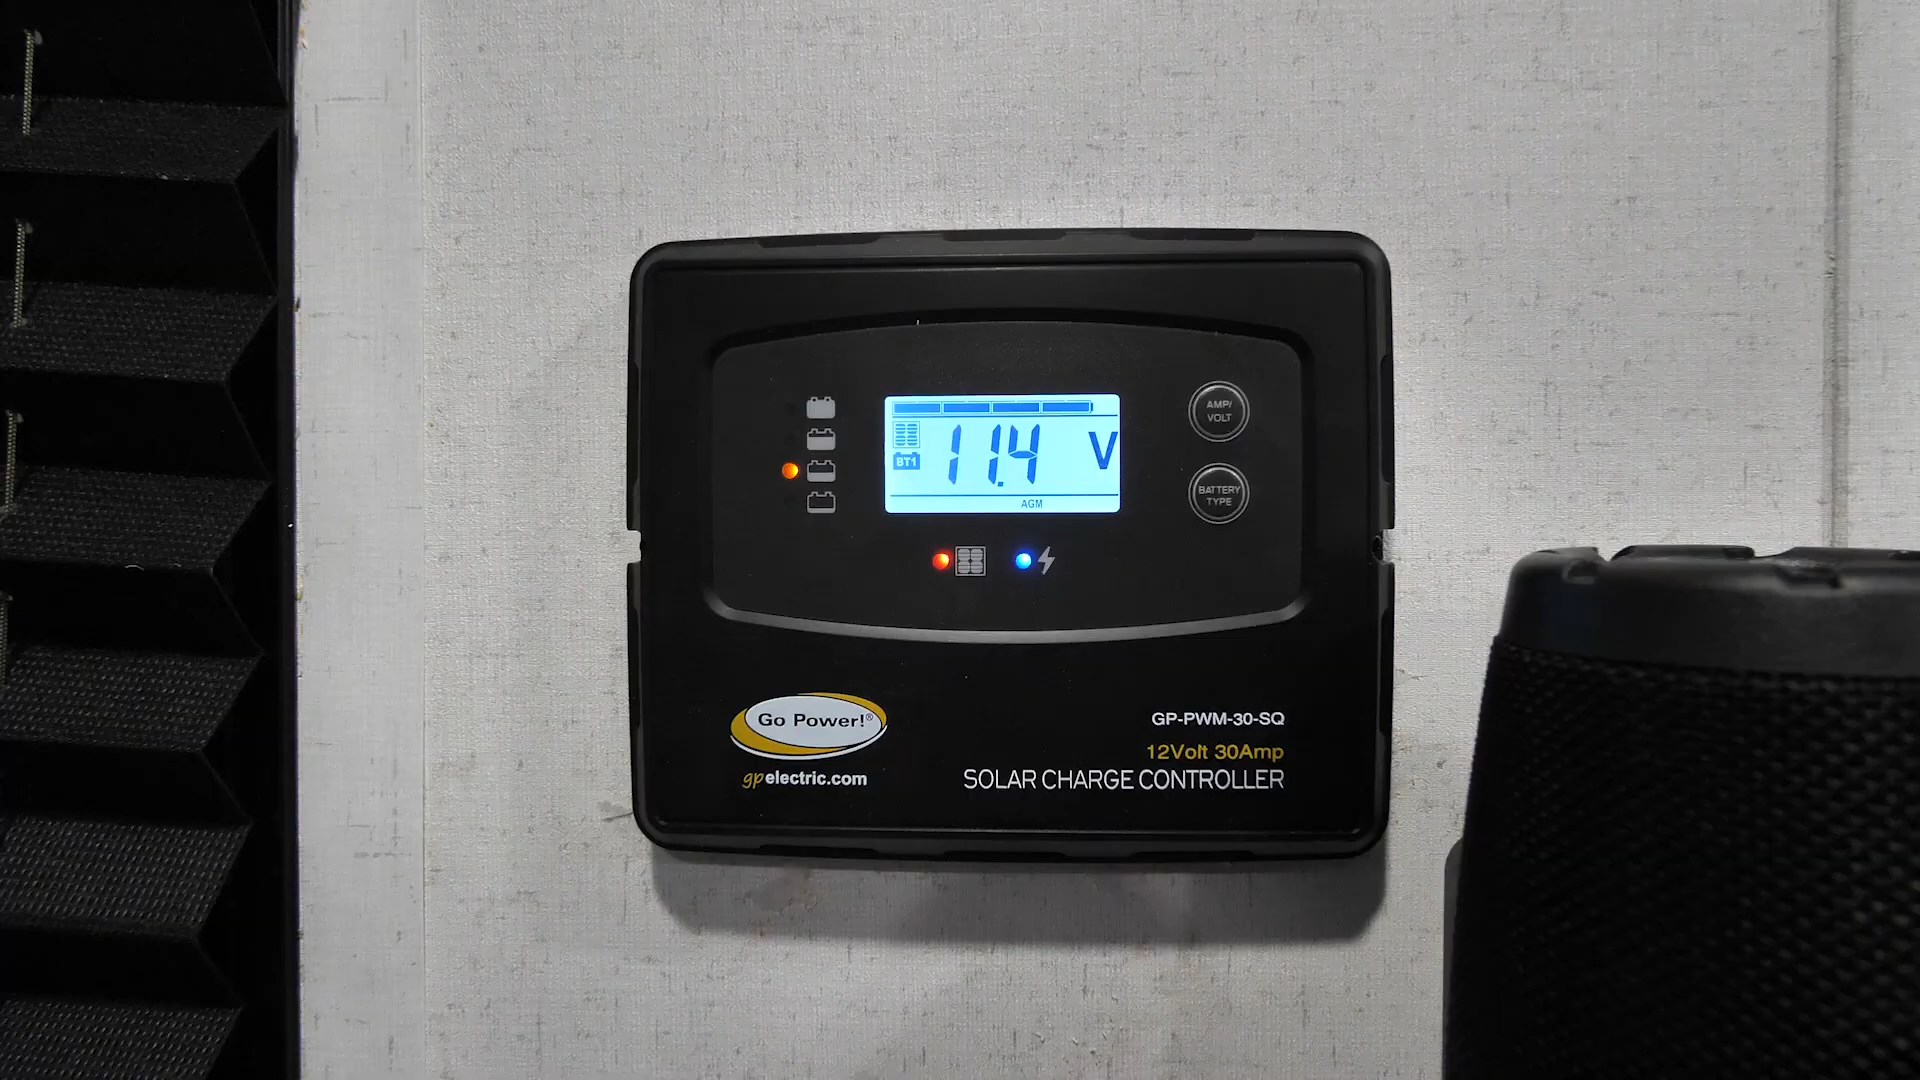 11.4 V
BT1
AGM
AMP/
VOLT
BATTERY
TYPE
Go Power!®
gpelectric.com
GP-PWM-30-SQ
12Volt 30Amp
SOLAR CHARGE CONTROLLER